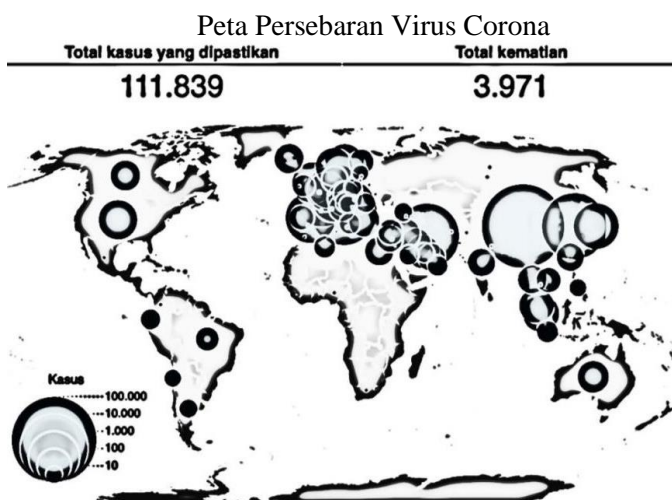 Peta Persebaran Virus Corona
Total kasus yang dipastikan
Total kematian
111.839
3.971
Kasus
100.000
10.000
1.000
100
10